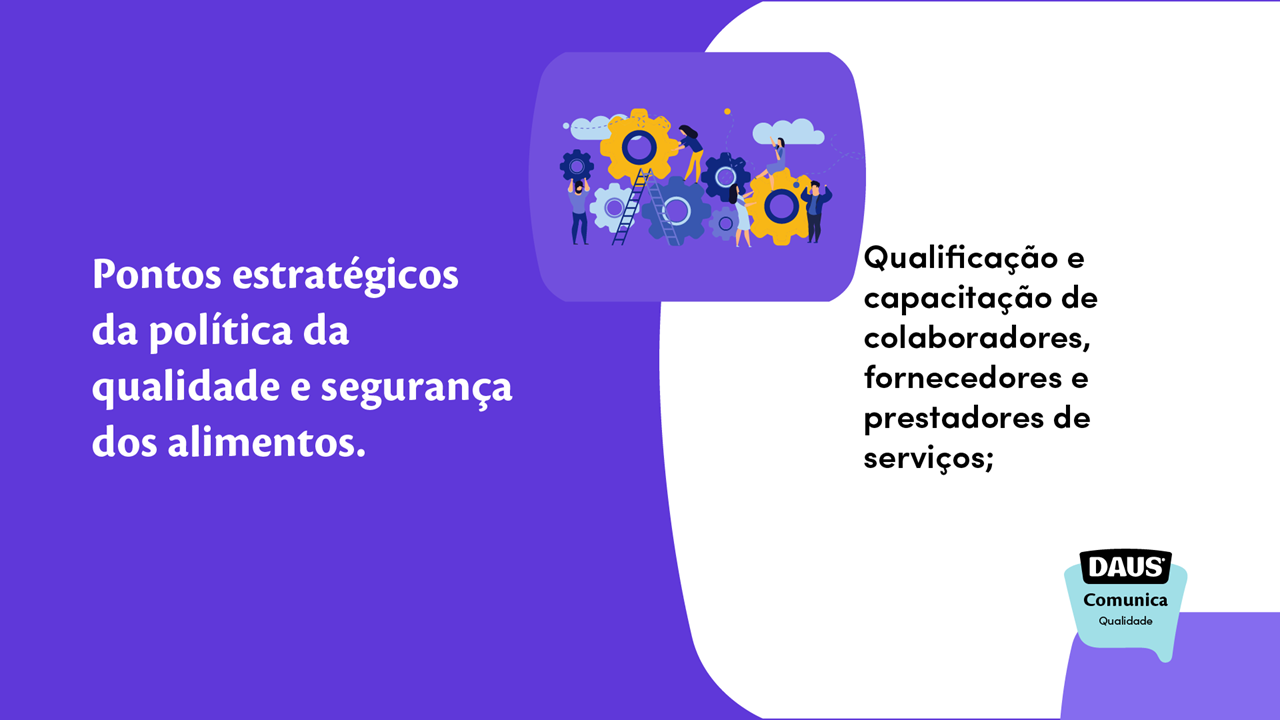 Pontos estratégicos
da política da
qualidade e segurança
dos alimentos.
Qualificação e
capacitação de
colaboradores,
fornecedores e
prestadores de
serviços;
DAUS
Comunica
Qualidade